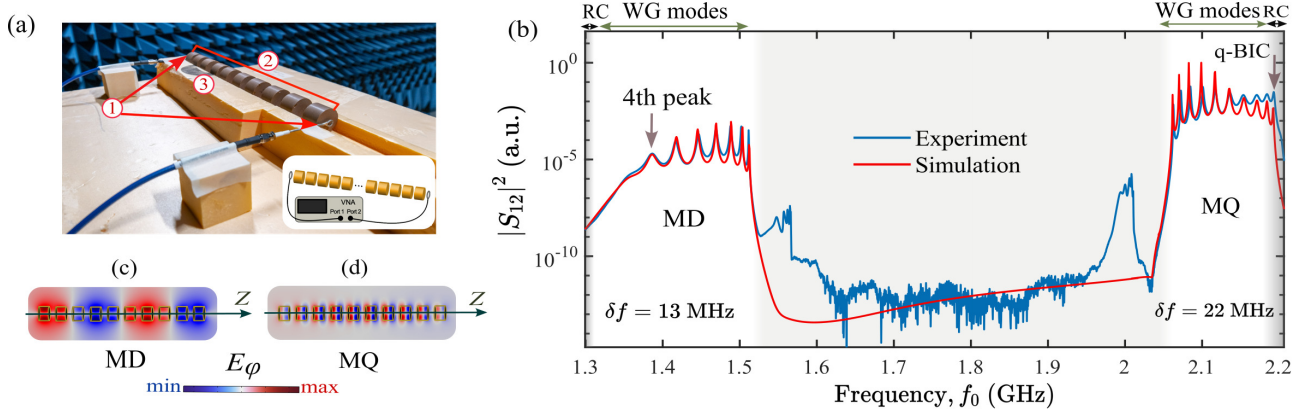 (a)
1
2
3
VNA
Port 1 Port 2
(b)
RC
WG modes
WG modes
RC
q-BIC
4th peak
Experiment
Simulation
MD
MQ
δf = 13 MHz
δf = 22 MHz
|S₁₂|² (a.u.)
10⁰
10⁻⁵
10⁻¹⁰
1.3 1.4 1.5 1.6 1.7 1.8 1.9 2 2.1 2.2
Frequency, f₀ (GHz)
(c)
(d)
Z
Z
MD
MQ
Eφ
min
max